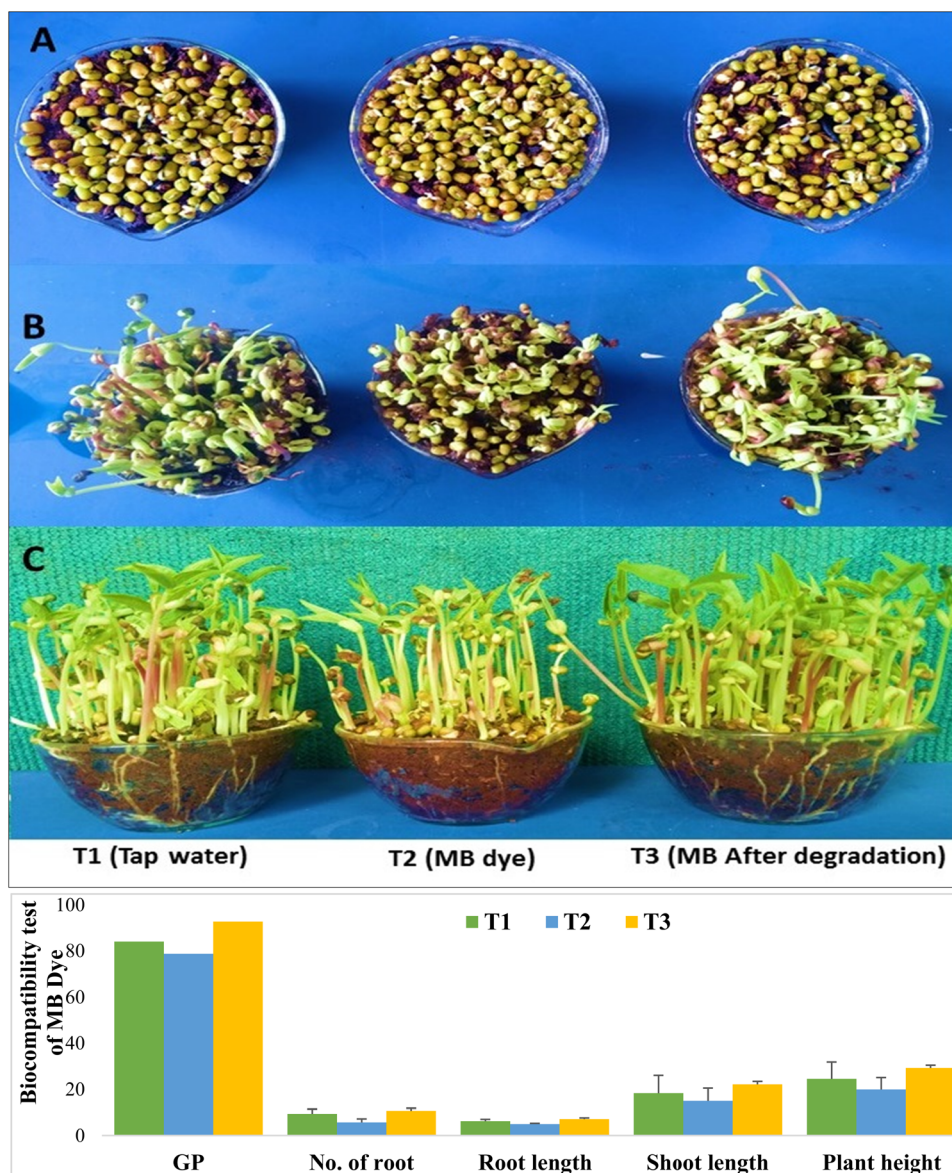 A
B
C
T1 (Tap water) T2 (MB dye) T3 (MB After degradation)
Biocompatibility test
of MB Dye
100
80
60
40
20
0
T1 T2 T3
GP No. of root Root length Shoot length Plant height